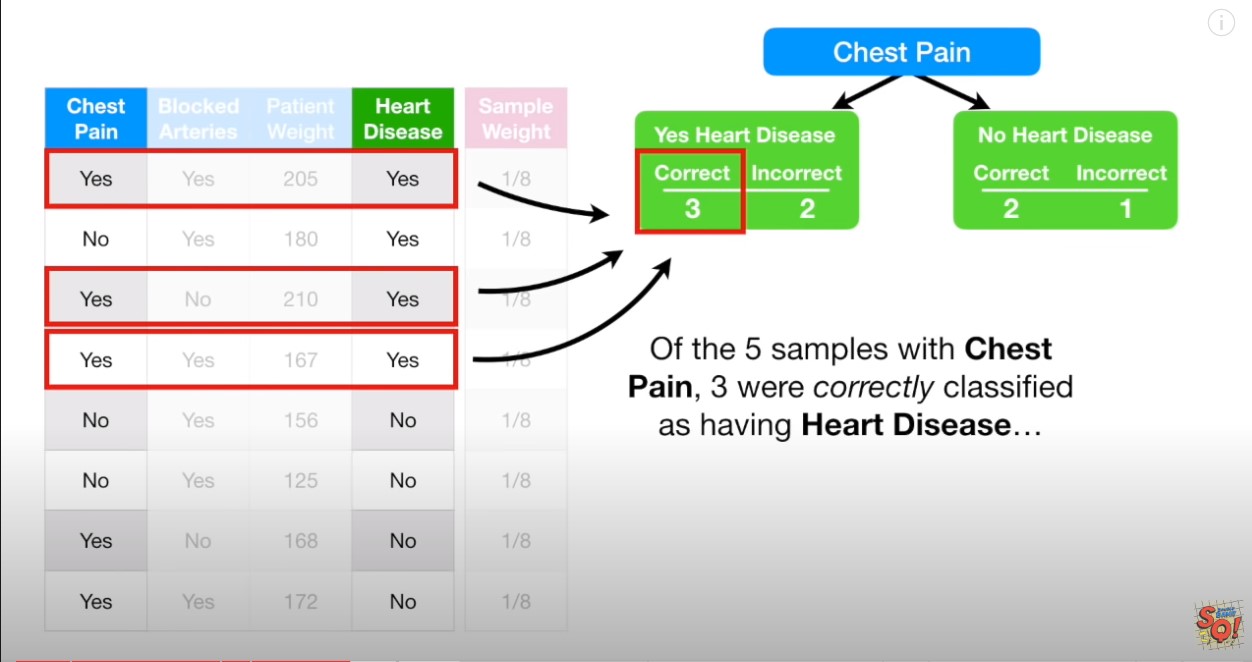 Chest Pain
Chest Blocked Patient Heart Sample
Pain Arteries Weight Disease Weight
Yes Heart Disease No Heart Disease
Correct Incorrect Correct Incorrect
3 2 2 1
Yes Yes 205 Yes 1/8
No Yes 180 Yes 1/8
Yes No 210 Yes 1/8
Yes Yes 167 Yes 1/8
No Yes 156 No 1/8
No Yes 125 No 1/8
Yes No 168 No 1/8
Yes Yes 172 No 1/8
Of the 5 samples with Chest
Pain, 3 were correctly classified
as having Heart Disease…
SQ!